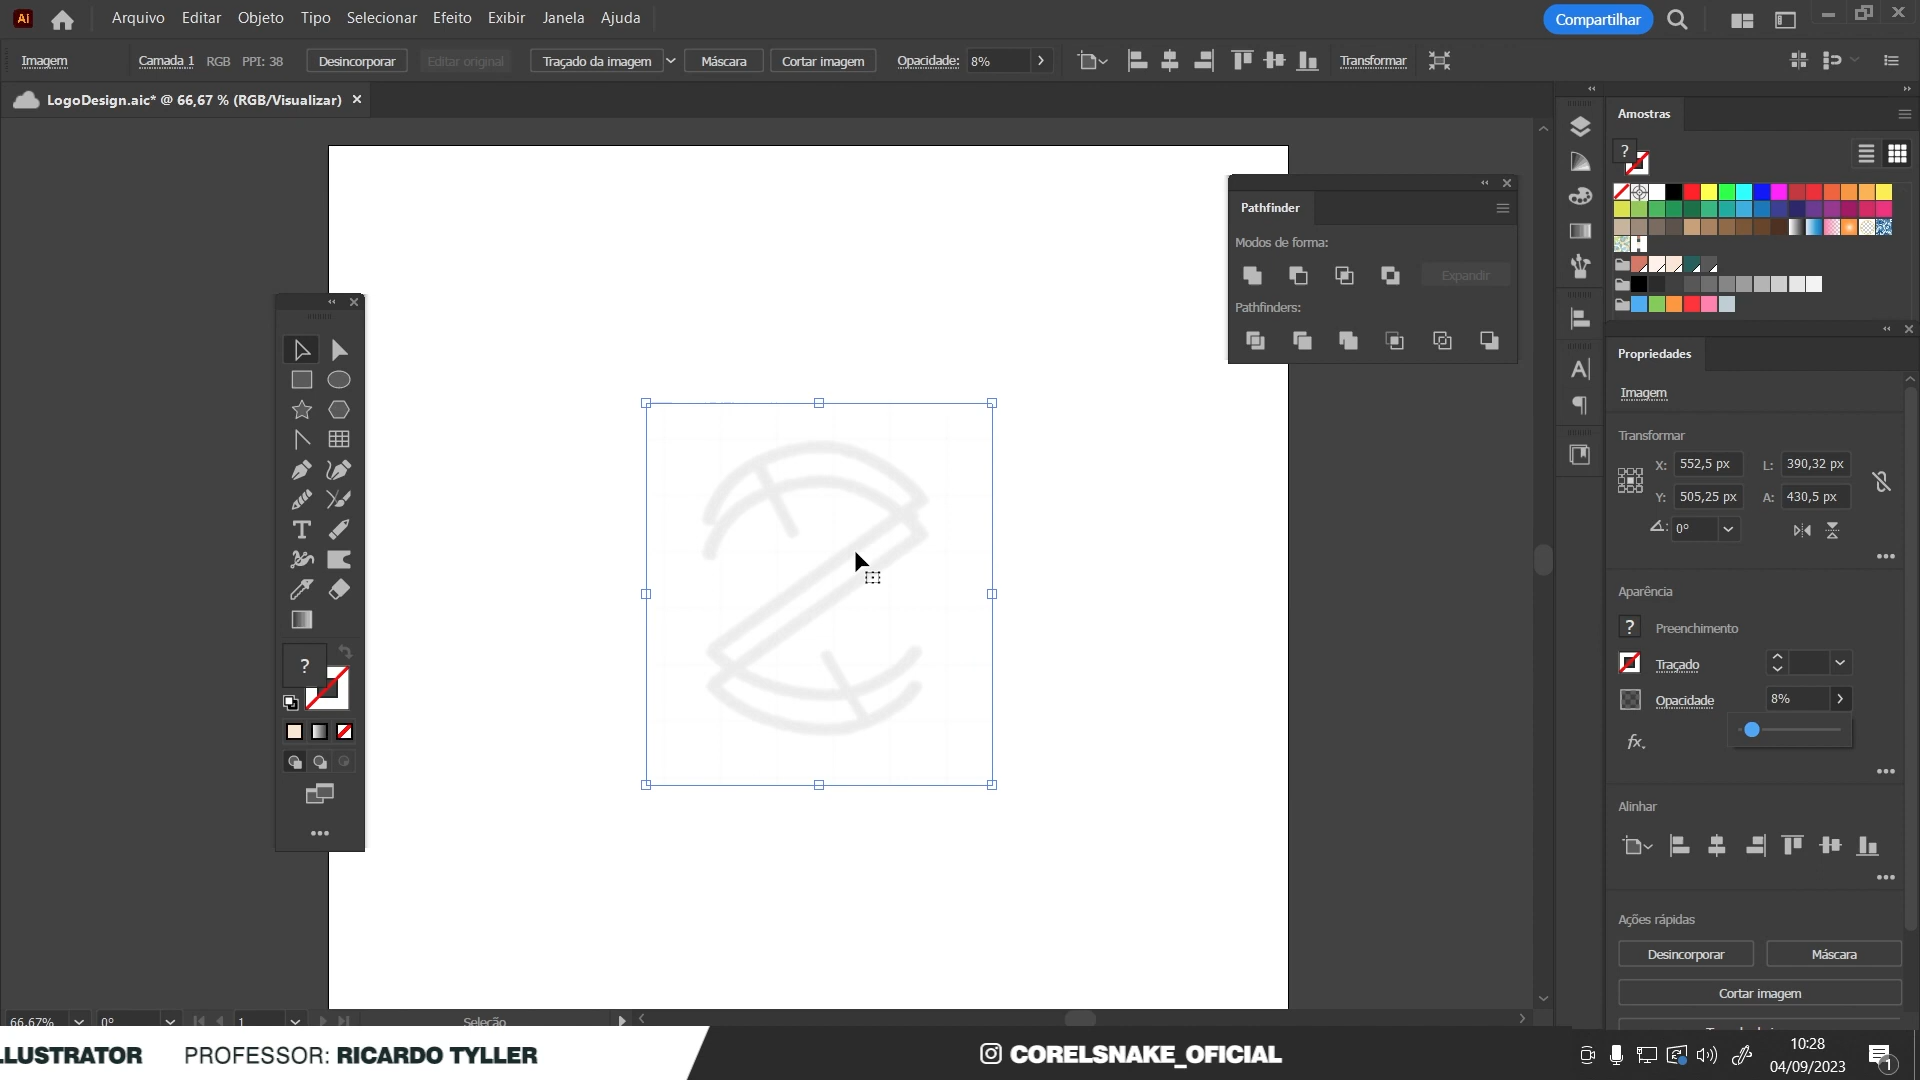 Ai Arquivo Editar Objeto Tipo Selecionar Efeito Exibir Janela Ajuda Compartilhar
Imagem Camada 1 RGB PPI: 38 Desincorporar Editar original Traçado da imagem Máscara Cortar imagem Opacidade: 8% Transformar
LogoDesign.aic* @ 66,67 % (RGB/Visualizar) ×
Amostras
?
Pathfinder
Modos de forma:
Expandir
Pathfinders:
Propriedades
Imagem
Transformar
X: 552,5 px L: 390,32 px
Y: 505,25 px A: 430,5 px
0°
Aparência
? Preenchimento
Traçado
Opacidade 8%
fx.
Alinhar
Ações rápidas
Desincorporar Máscara
Cortar imagem
?
66,67% 0° 1 Seleção
LLUSTRATOR PROFESSOR: RICARDO TYLLER CORELSNAKE_OFICIAL
10:28
04/09/2023
1